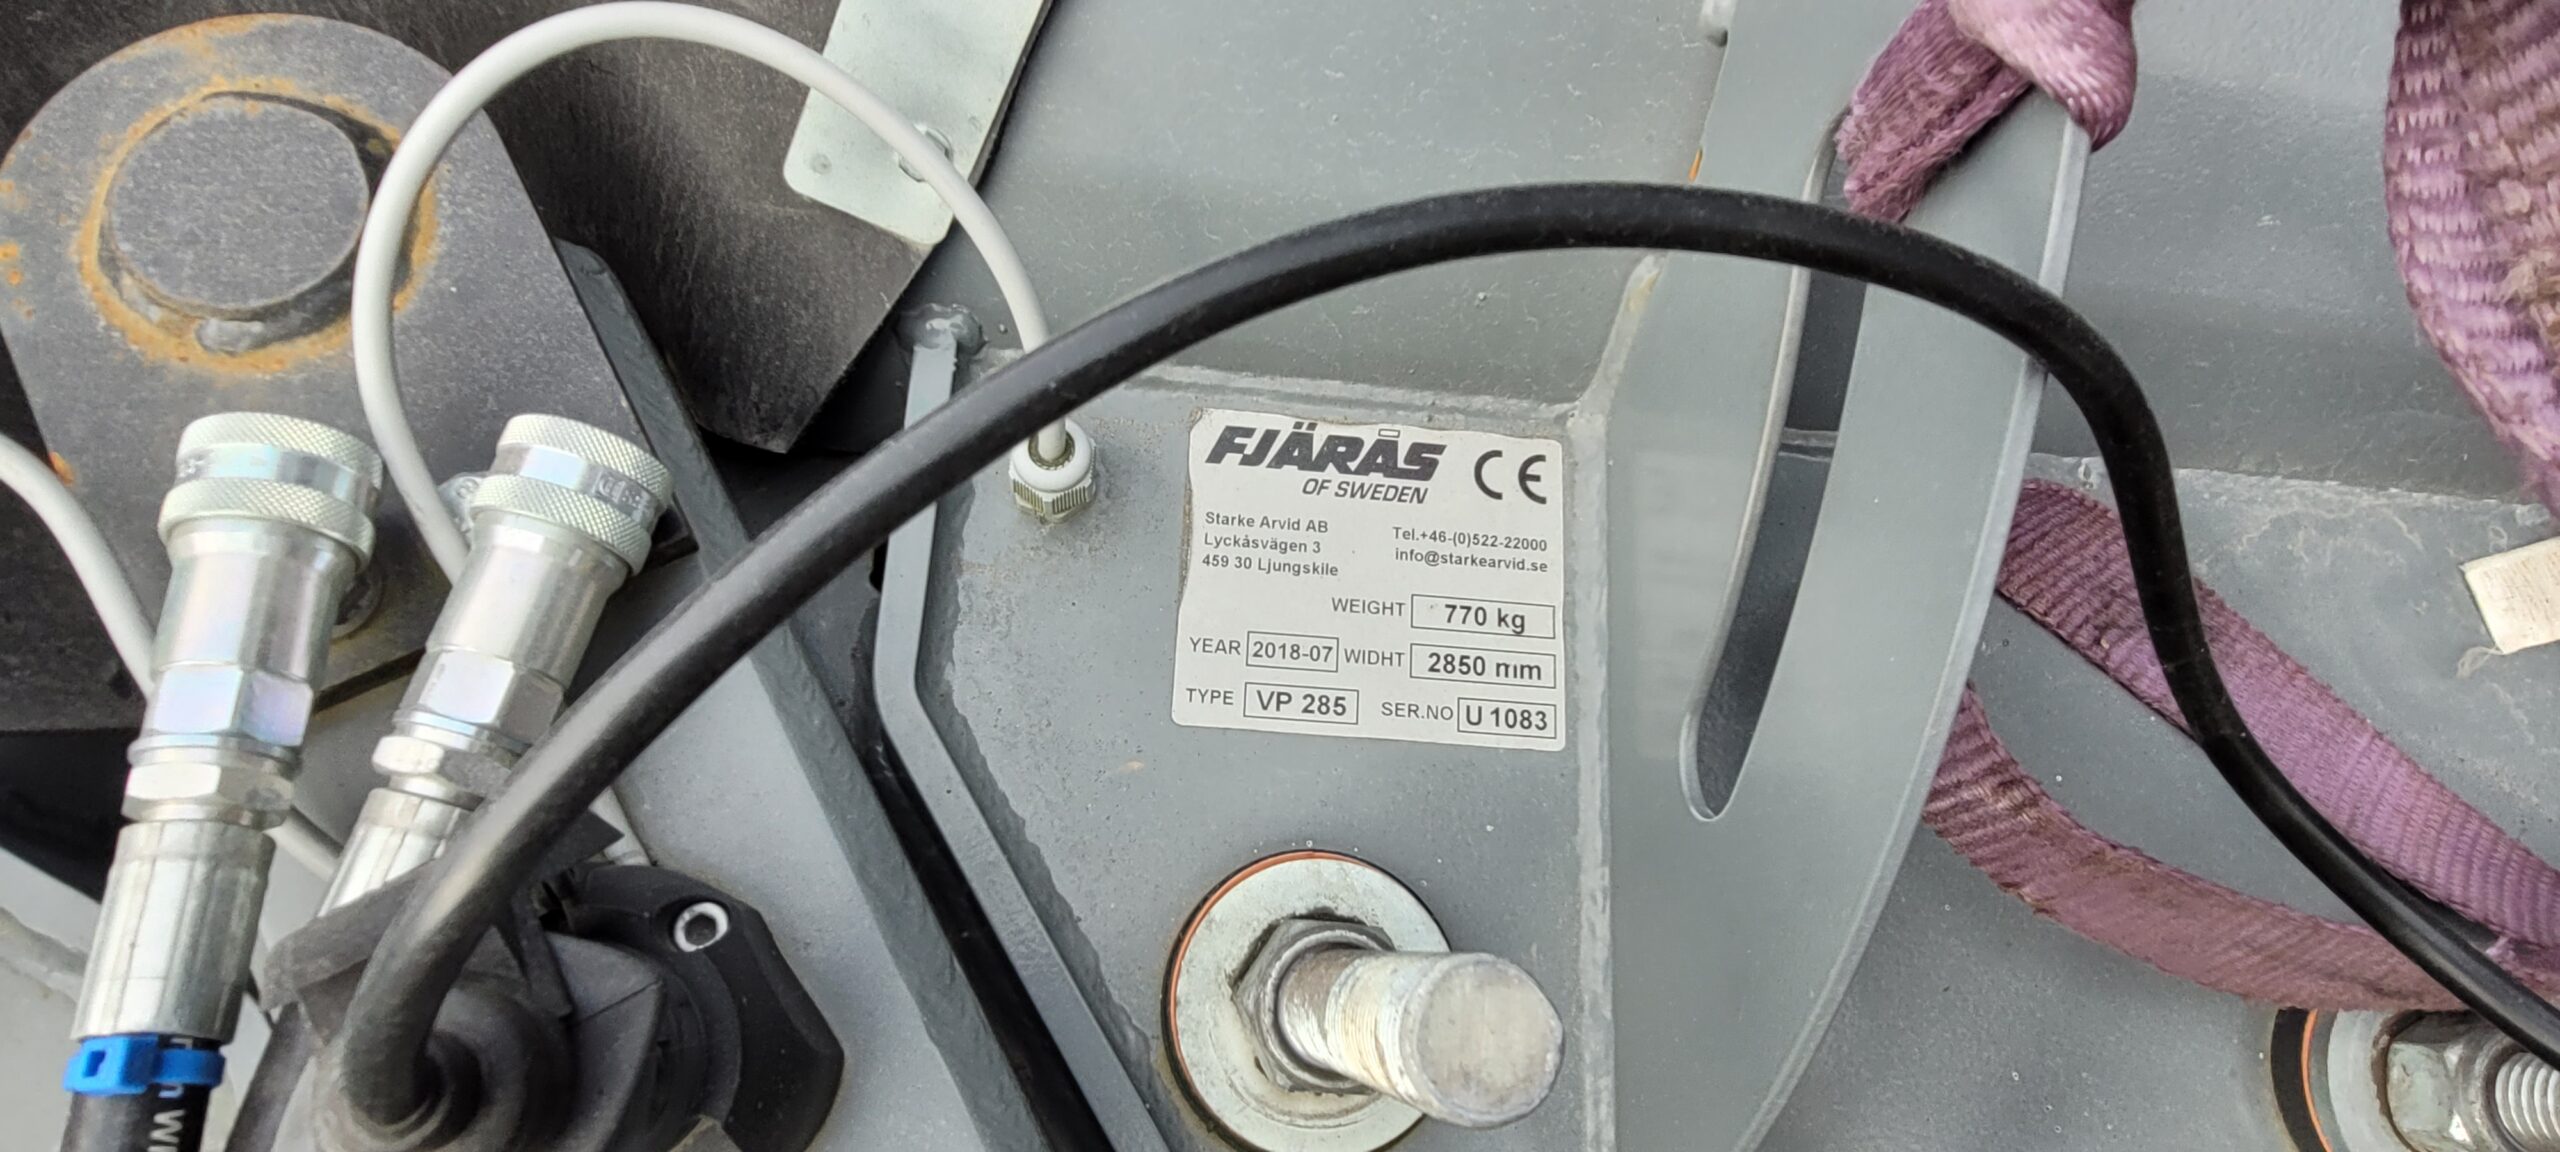 FJÄRÅS
OF SWEDEN
CE
Starke Arvid AB
Lyckåsvägen 3
459 30 Ljungskile
Tel.+46-(0)522-22000
info@starkearvid.se
WEIGHT 770 kg
YEAR 2018-07 WIDHT 2850 mm
TYPE VP 285 SER.NO U 1083